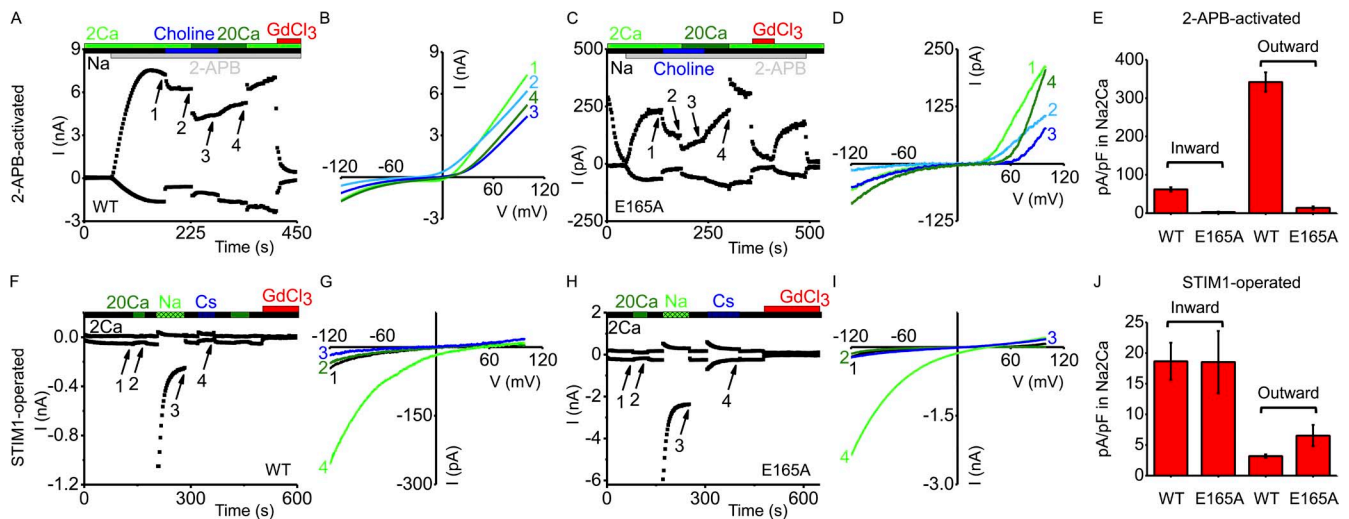 A
B
C
D
E
2-APB-activated
2Ca
Choline
20Ca
GdCl3
Na
2-APB
9
6
3
0
-3
I (nA)
1
2
3
4
WT
0
225
450
Time (s)
9
6
3
-3
I (nA)
-120
-60
60
120
V (mV)
1
2
4
3
2Ca
20Ca
GdCl3
Na
Choline
2-APB
500
250
0
-250
I (pA)
1
2
3
4
E165A
0
250
500
Time (s)
250
125
-125
I (pA)
-120
-60
60
120
V (mV)
1
4
2
3
2-APB-activated
Outward
Inward
400
300
200
100
0
pA/pF in Na2Ca
WT
E165A
WT
E165A
F
G
H
I
J
STIM1-operated
20Ca
Na
Cs
GdCl3
2Ca
0.0
-0.4
-0.8
-1.2
I (nA)
1
2
3
4
WT
0
300
600
Time (s)
-120
-60
60
120
V (mV)
3
2
1
4
-150
-300
I (pA)
20Ca
Na
Cs
GdCl3
2Ca
2
0
-2
-4
-6
I (nA)
1
2
3
4
E165A
0
300
600
Time (s)
-120
-60
60
120
V (mV)
3
2
1
4
-1.5
-3.0
I (nA)
STIM1-operated
Inward
Outward
25
20
15
10
5
0
pA/pF in Na2Ca
WT
E165A
WT
E165A